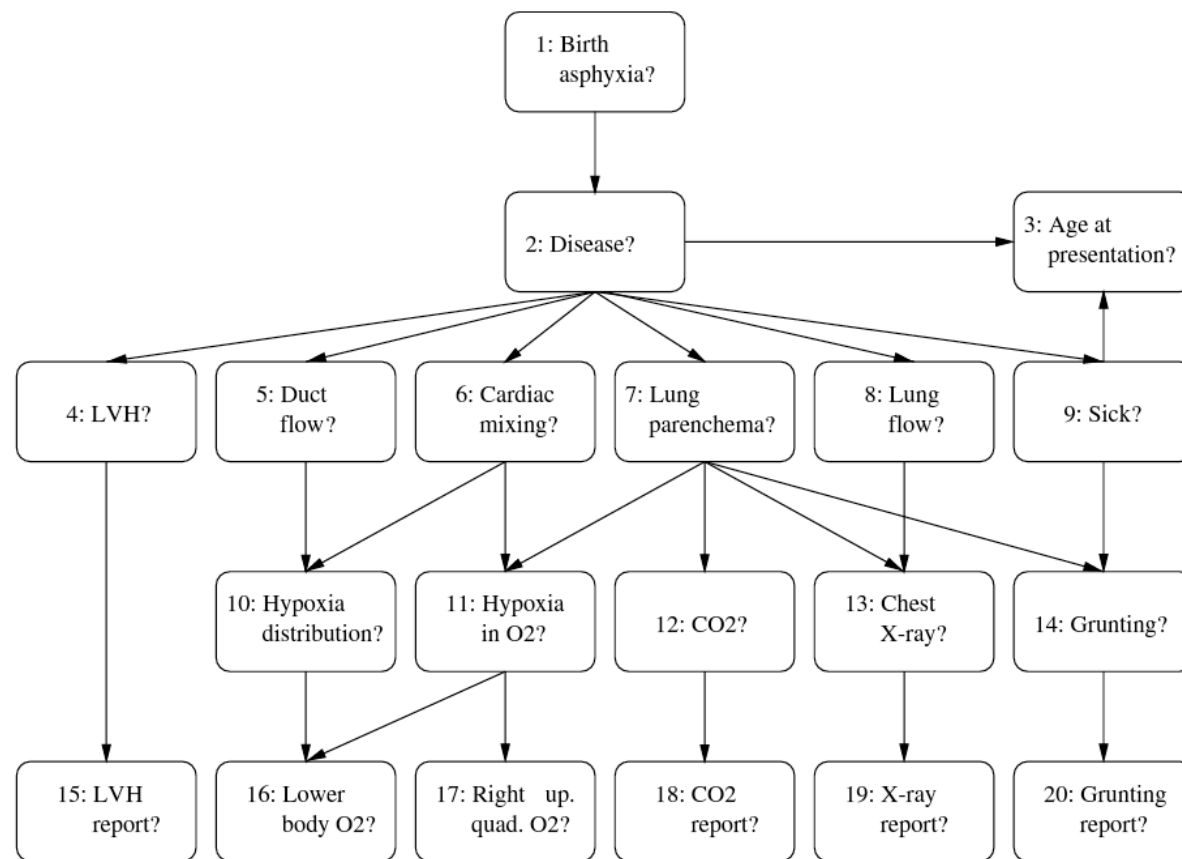 1: Birth
asphyxia?
2: Disease?
3: Age at
presentation?
4: LVH?
5: Duct
flow?
6: Cardiac
mixing?
7: Lung
parenchema?
8: Lung
flow?
9: Sick?
10: Hypoxia
distribution?
11: Hypoxia
in O2?
12: CO2?
13: Chest
X-ray?
14: Grunting?
15: LVH
report?
16: Lower
body O2?
17: Right up.
quad. O2?
18: CO2
report?
19: X-ray
report?
20: Grunting
report?